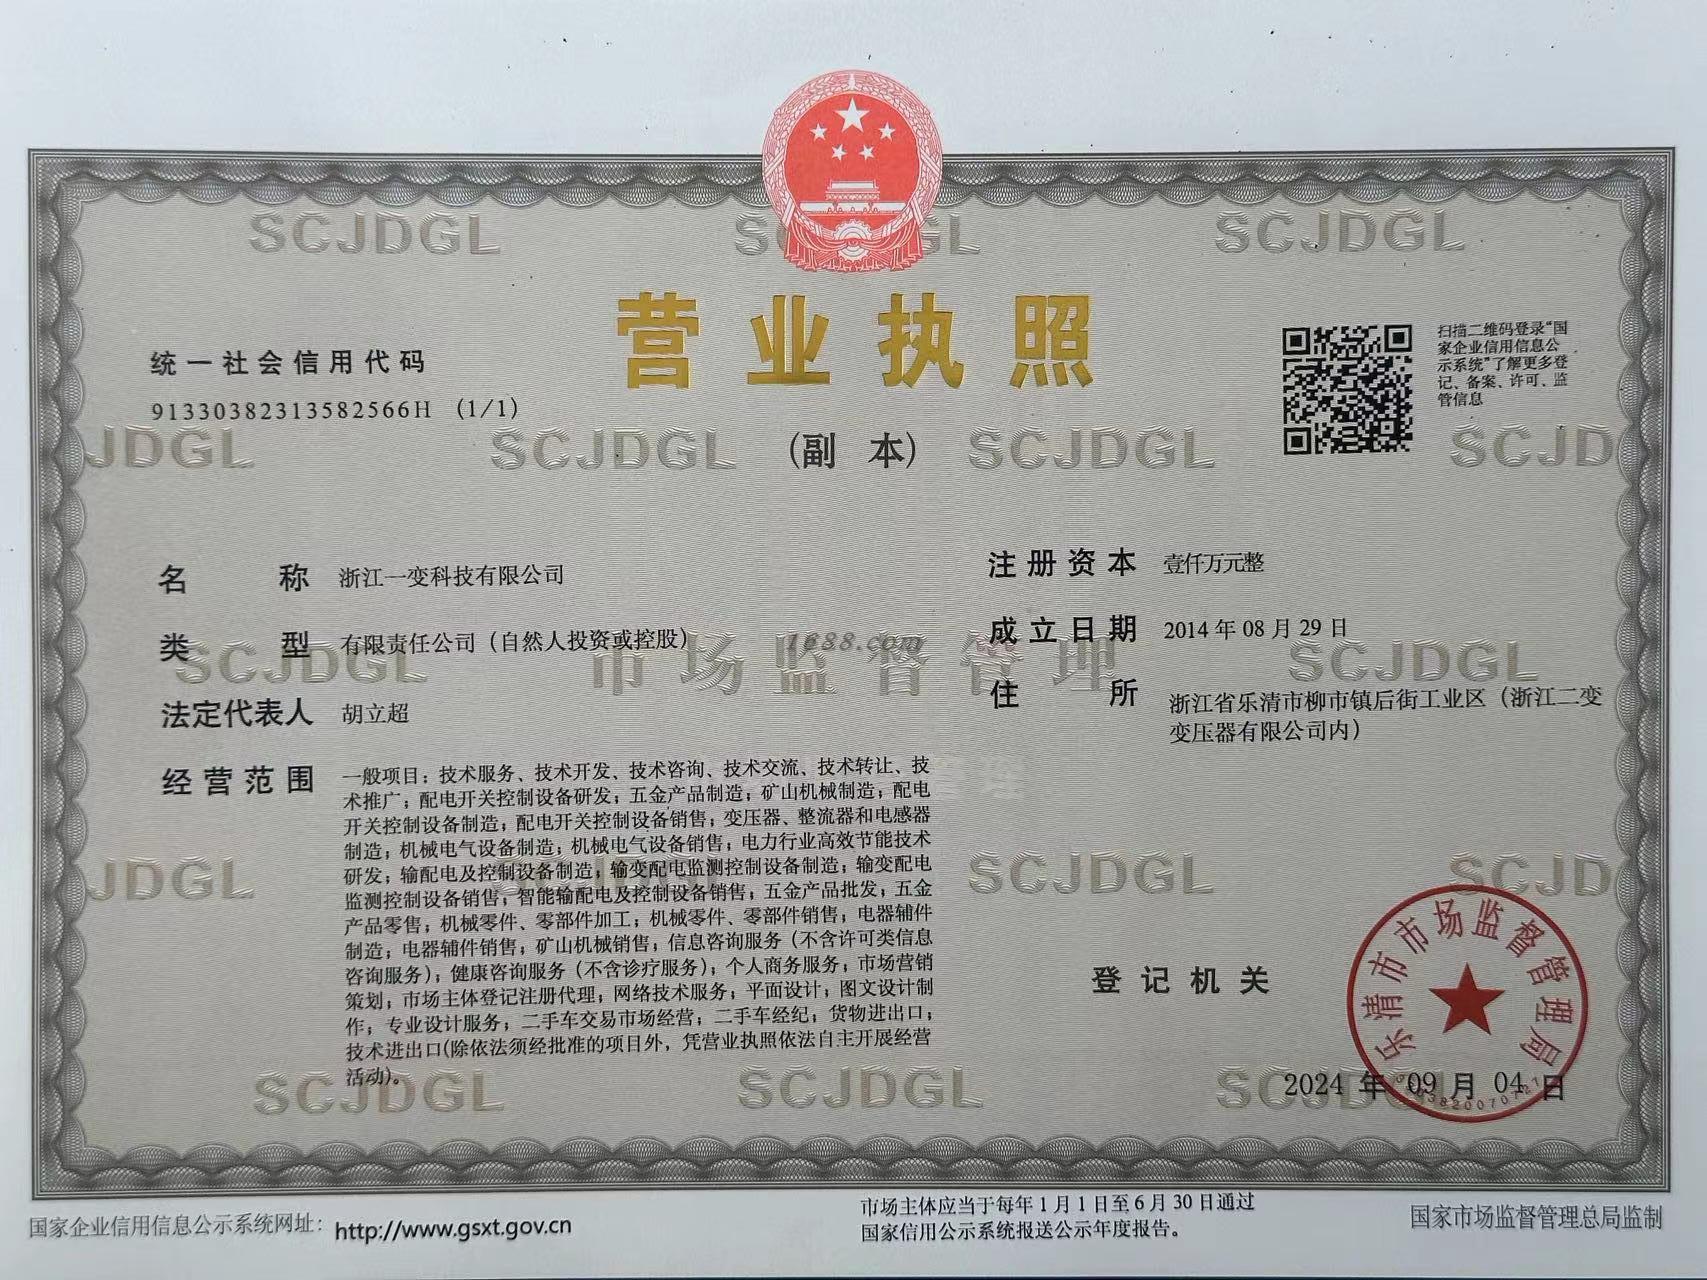 营业执照
(副 本)
统一社会信用代码
91330382313582566H (1/1)
扫描二维码登录“国
家企业信用信息公
示系统”了解更多登
记、备案、许可、监
管信息
名 称 浙江一变科技有限公司
类 型 有限责任公司（自然人投资或控股）
法定代表人 胡立超
经营范围 一般项目：技术服务、技术开发、技术咨询、技术交流、技术转让、技
术推广；配电开关控制设备研发；五金产品制造；矿山机械制造；配电
开关控制设备制造；配电开关控制设备销售；变压器、整流器和电感器
制造；机械电气设备制造；机械电气设备销售；电力行业高效节能技术
研发；输配电及控制设备制造；输变配电监测控制设备制造；输变配电
监测控制设备销售；智能输配电及控制设备销售；五金产品批发；五金
产品零售；机械零件、零部件加工；机械零件、零部件销售；电器辅件
制造；电器辅件销售；矿山机械销售；信息咨询服务（不含许可类信息
咨询服务）；健康咨询服务（不含诊疗服务）；个人商务服务；市场营销
策划；市场主体登记注册代理；网络技术服务；平面设计；图文设计制
作；专业设计服务；二手车交易市场经营；二手车经纪；货物进出口；
技术进出口(除依法须经批准的项目外，凭营业执照依法自主开展经营
活动)。
注册资本 壹仟万元整
成立日期 2014年08月29日
住 所 浙江省乐清市柳市镇后街工业区（浙江二变
变压器有限公司内）
登记机关
乐清市市场监督管理局
2024 年 09 月 04 日
SCJDGL
SCJDGL
JDGL
SCJDGL
SCJDGL
SCJD
SCJDGL
市场监督管理
SCJDGL
1688.com
JDGL
SCJDGL
SCJD
SCJDGL
SCJDGL
国家企业信用信息公示系统网址：
http://www.gsxt.gov.cn
市场主体应当于每年1月1日至6月30日通过
国家信用公示系统报送公示年度报告。
国家市场监督管理总局监制